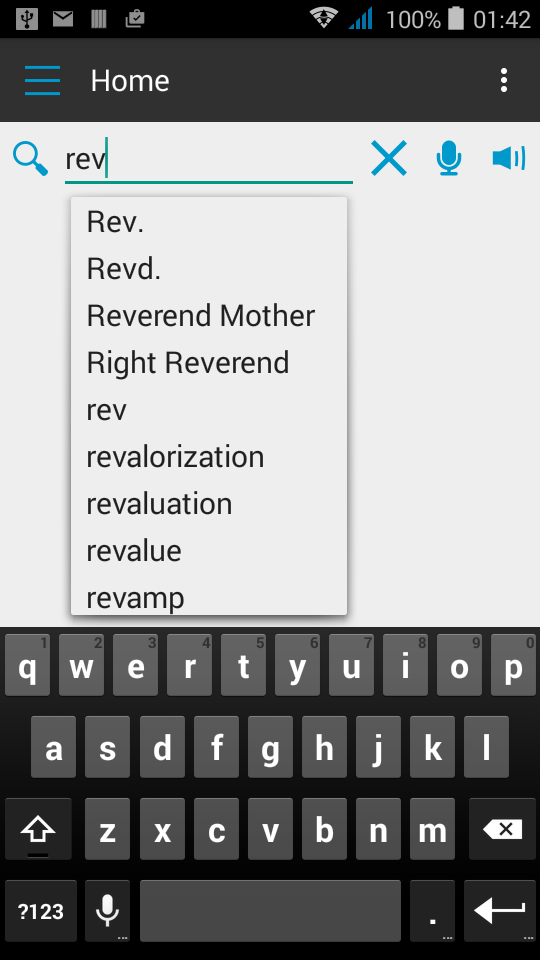 100% 01:42
Home
rev
Rev.
Revd.
Reverend Mother
Right Reverend
rev
revalorization
revaluation
revalue
revamp
1 2 3 4 5 6 7 8 9 0
q w e r t y u i o p
a s d f g h j k l
z x c v b n m
?123 ... . ... ...